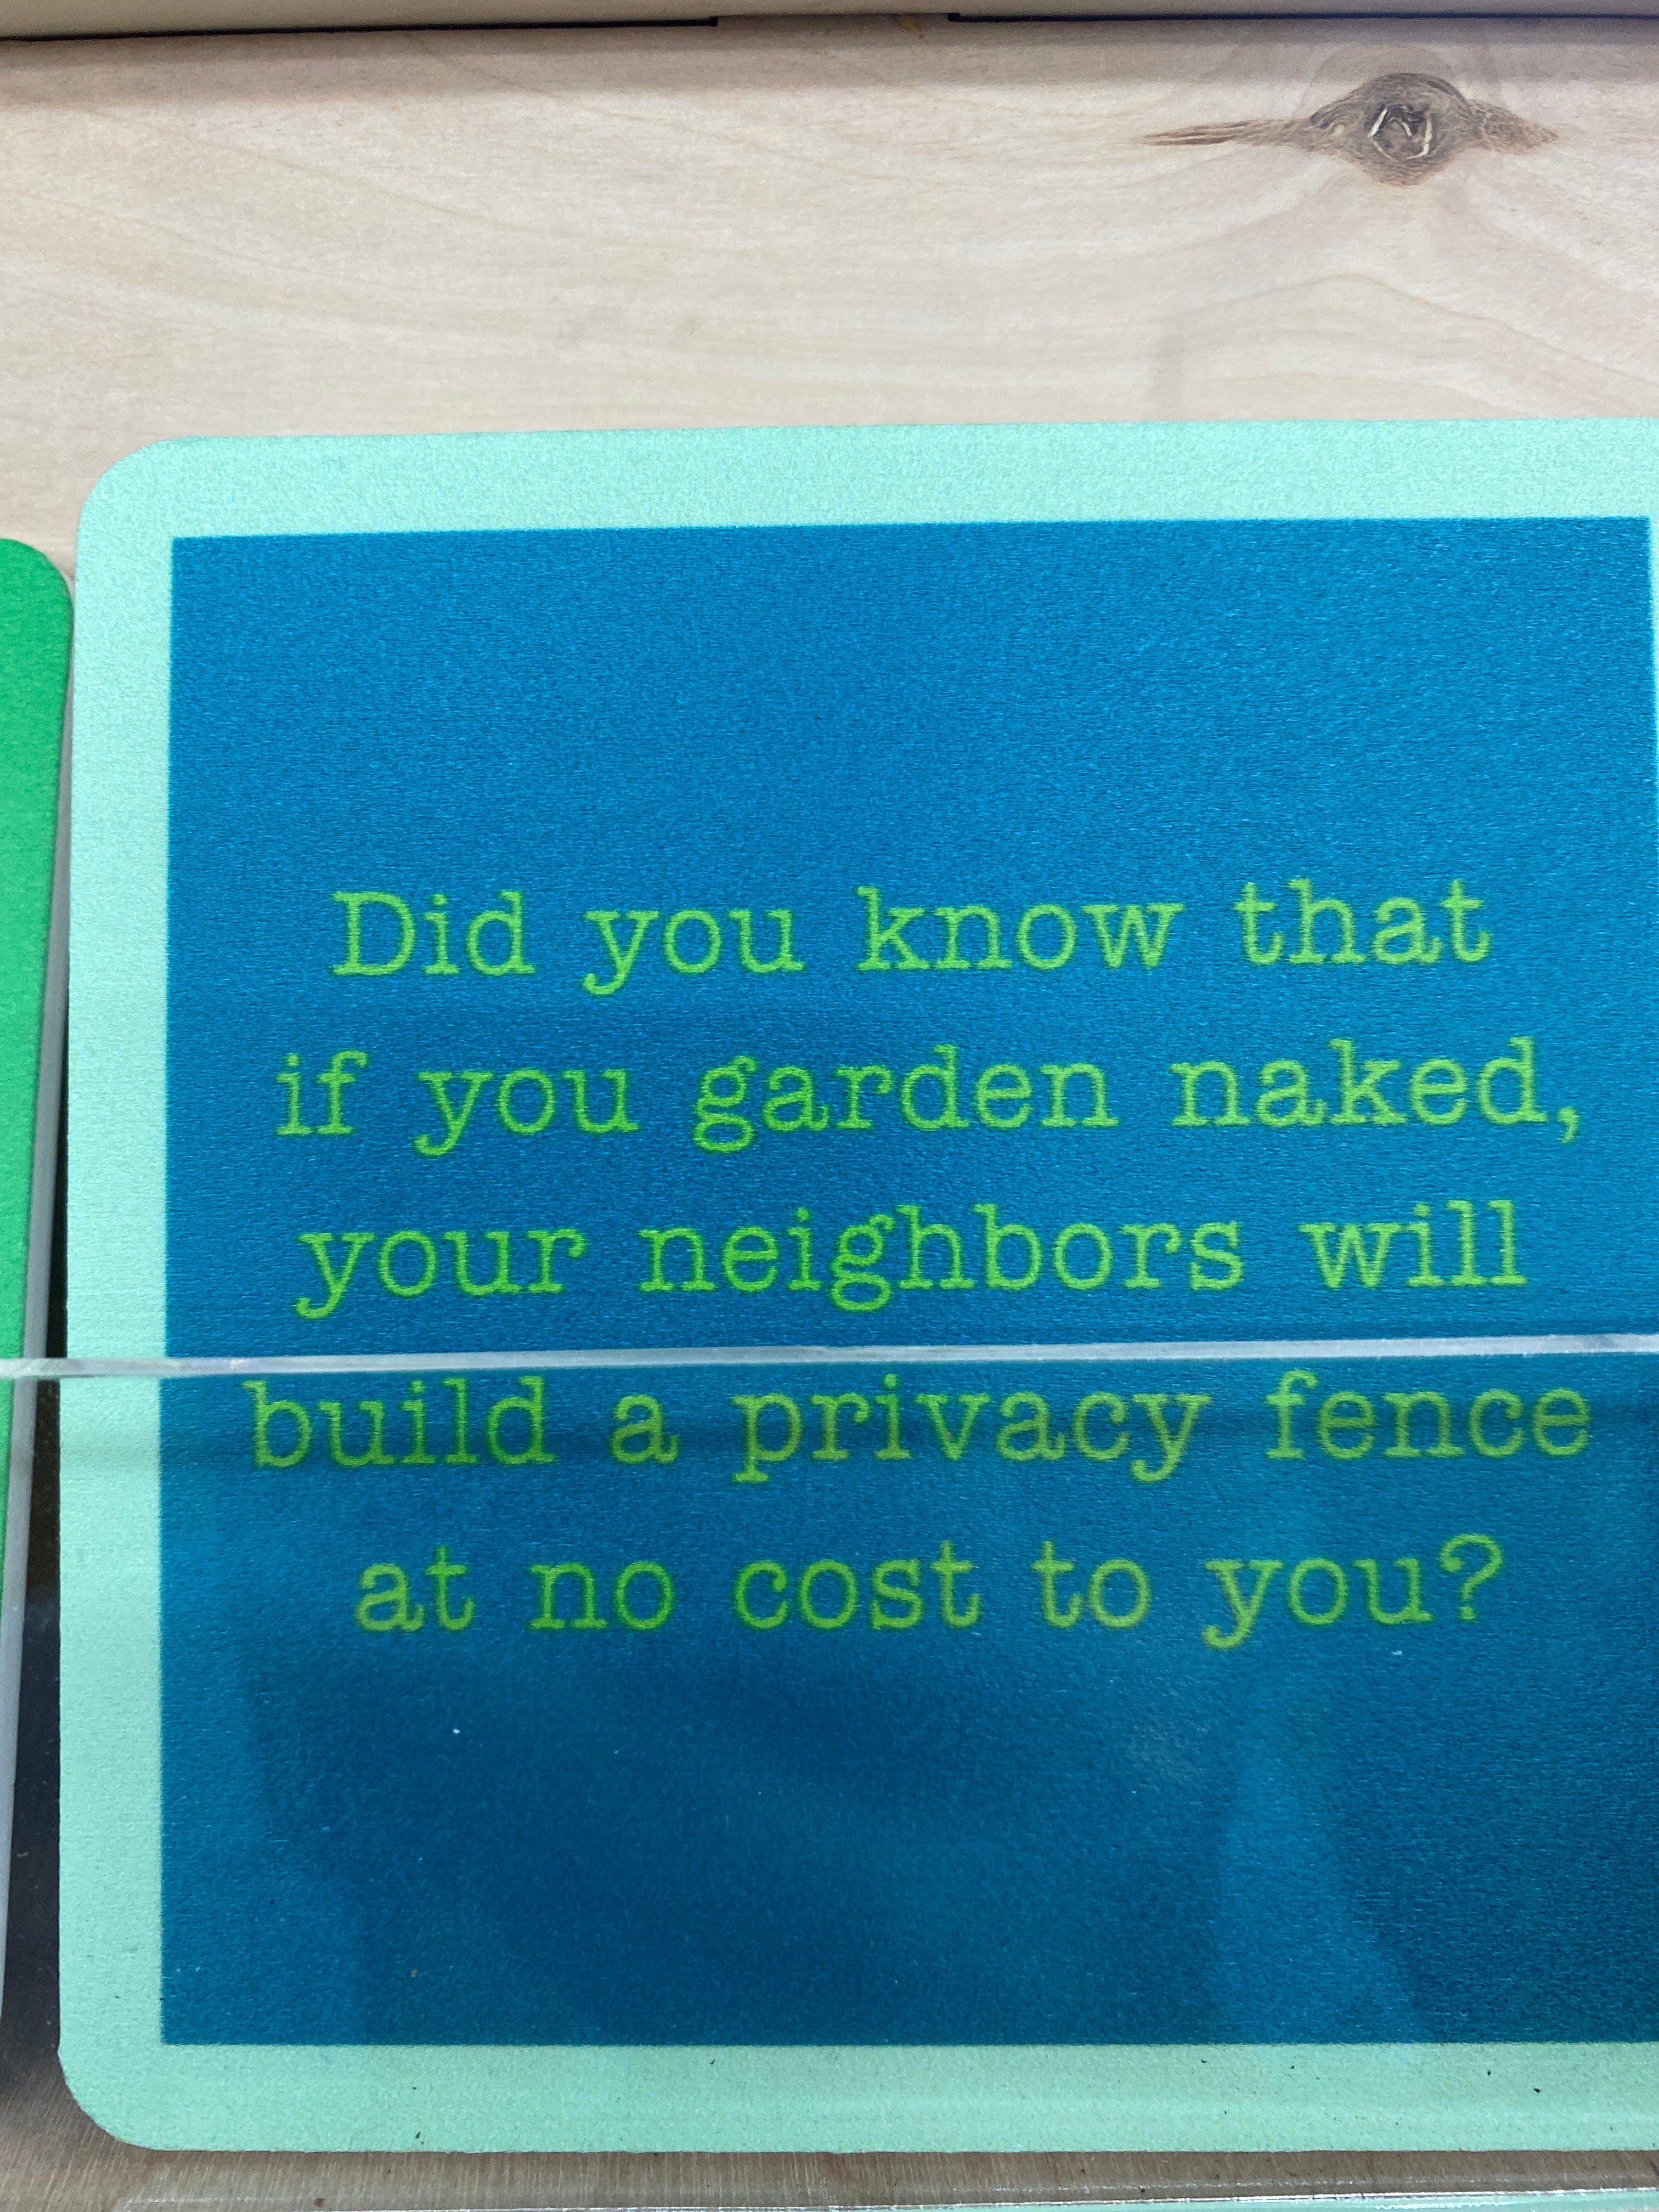 Did you know that
if you garden naked,
your neighbors will
build a privacy fence
at no cost to you?